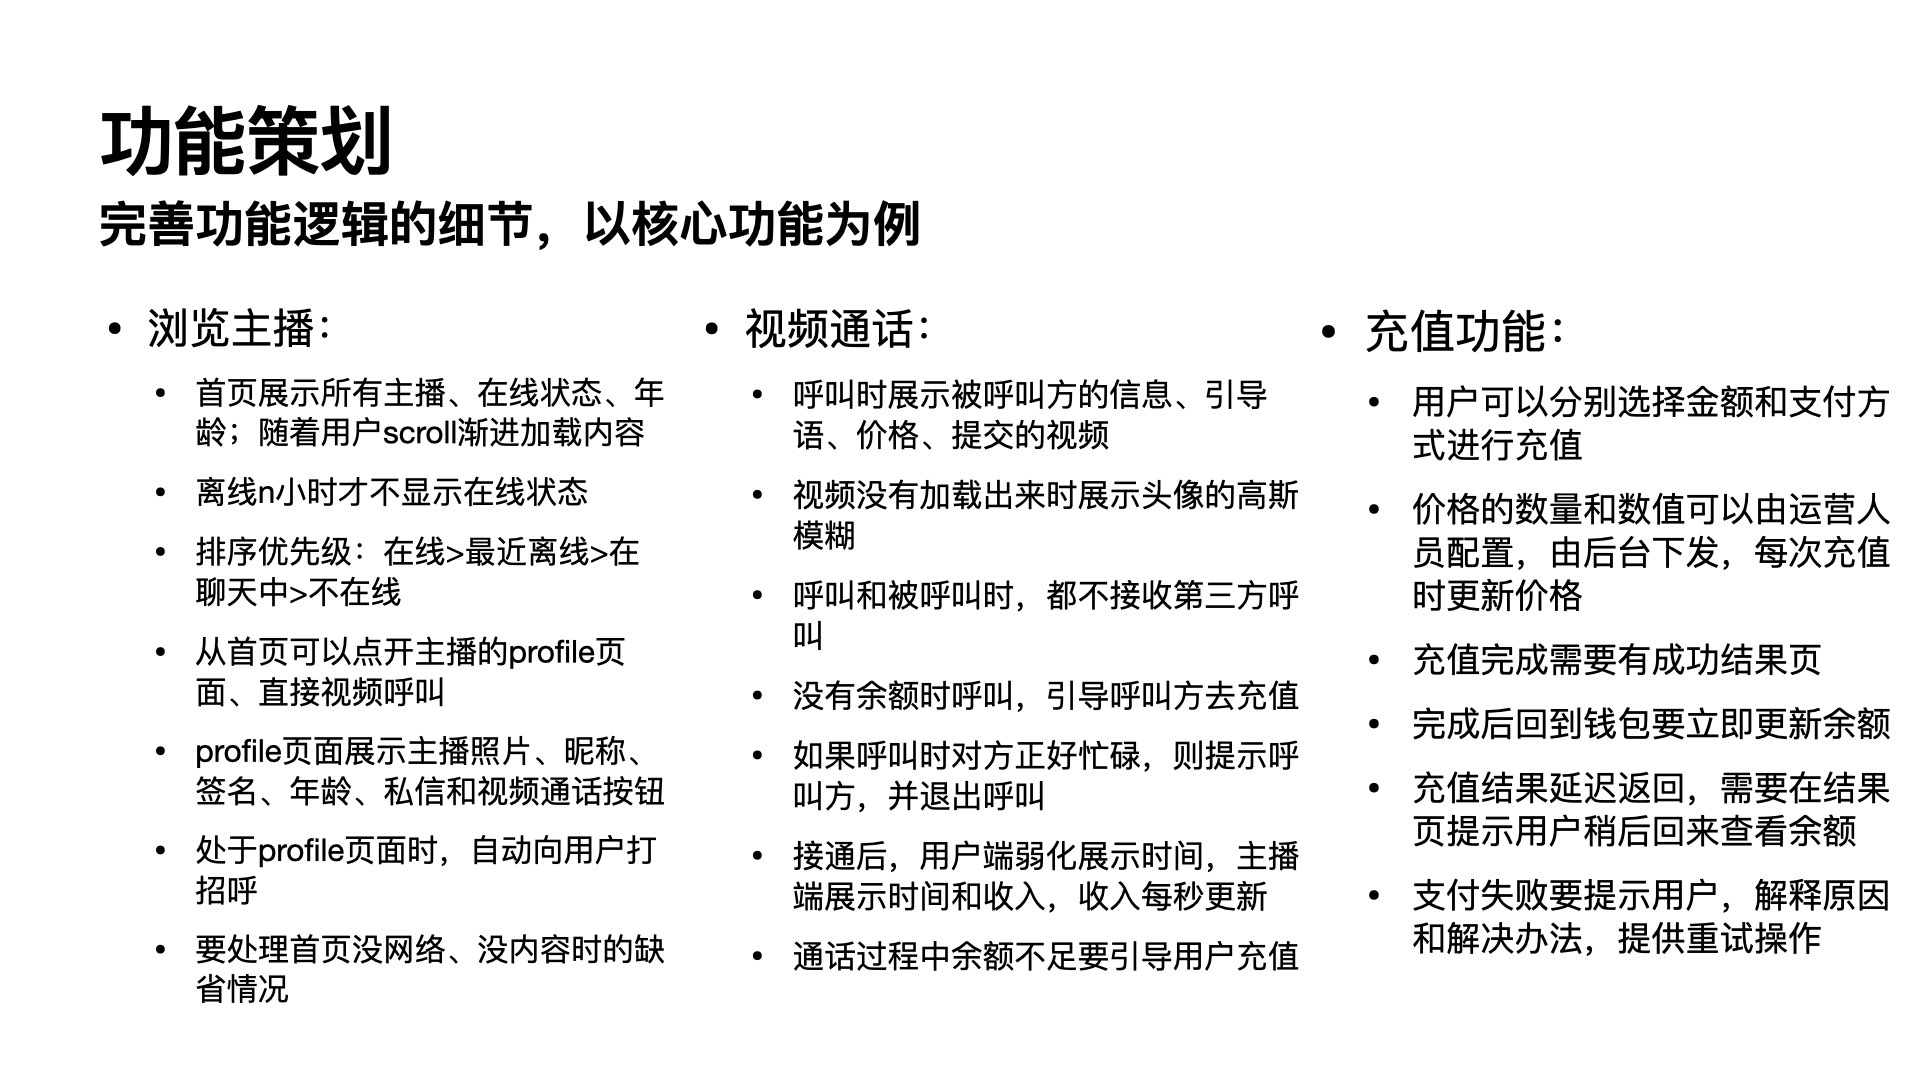 功能策划
完善功能逻辑的细节，以核心功能为例
• 浏览主播：
• 首页展示所有主播、在线状态、年
龄；随着用户scroll渐进加载内容
• 离线n小时才不显示在线状态
• 排序优先级：在线>最近离线>在
聊天中>不在线
• 从首页可以点开主播的profile页
面、直接视频呼叫
• profile页面展示主播照片、昵称、
签名、年龄、私信和视频通话按钮
• 处于profile页面时，自动向用户打
招呼
• 要处理首页没网络、没内容时的缺
省情况
• 视频通话：
• 呼叫时展示被呼叫方的信息、引导
语、价格、提交的视频
• 视频没有加载出来时展示头像的高斯
模糊
• 呼叫和被呼叫时，都不接收第三方呼
叫
• 没有余额时呼叫，引导呼叫方去充值
• 如果呼叫时对方正好忙碌，则提示呼
叫方，并退出呼叫
• 接通后，用户端弱化展示时间，主播
端展示时间和收入，收入每秒更新
• 通话过程中余额不足要引导用户充值
• 充值功能：
• 用户可以分别选择金额和支付方
式进行充值
• 价格的数量和数值可以由运营人
员配置，由后台下发，每次充值
时更新价格
• 充值完成需要有成功结果页
• 完成后回到钱包要立即更新余额
• 充值结果延迟返回，需要在结果
页提示用户稍后回来查看余额
• 支付失败要提示用户，解释原因
和解决办法，提供重试操作